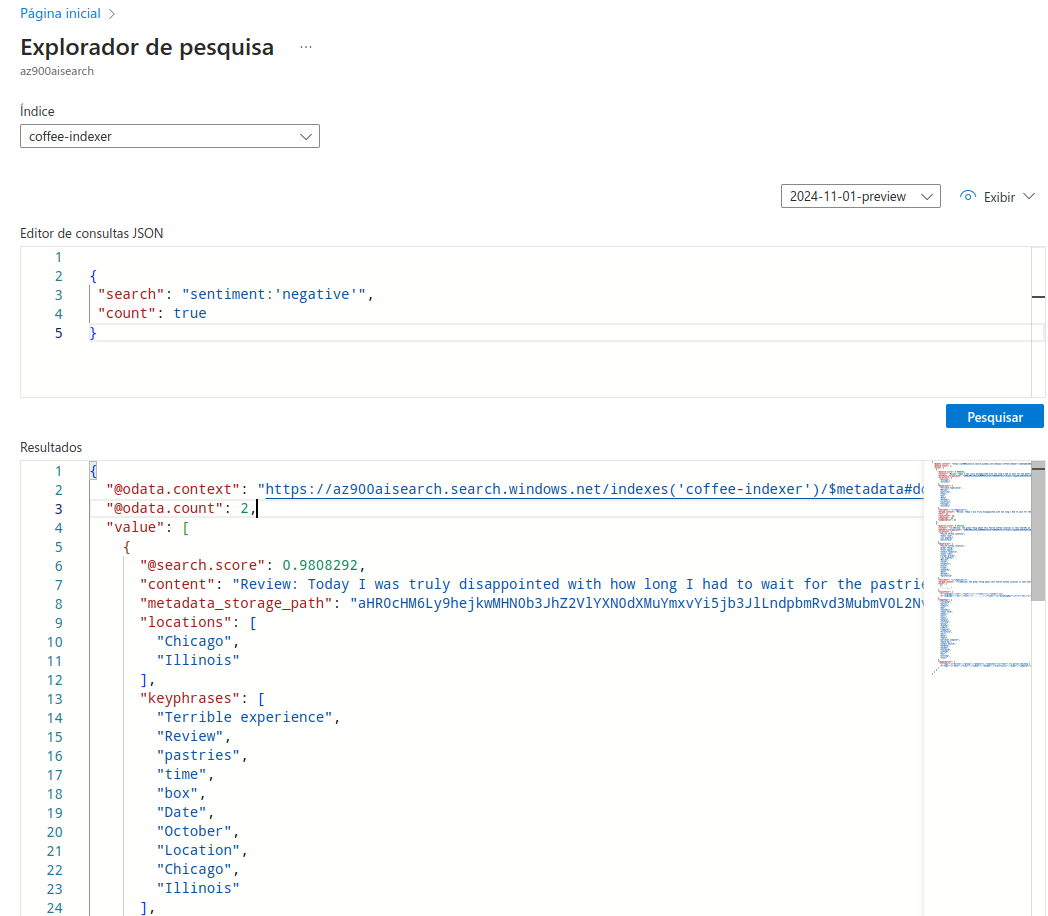 Página inicial >
Explorador de pesquisa ...
az900aisearch
Índice
coffee-indexer
2024-11-01-preview Exibir
Editor de consultas JSON
1
2 {
3 "search": "sentiment:'negative'",
4 "count": true
5 }
Pesquisar
Resultados
1 {
2 "@odata.context": "https://az900aisearch.search.windows.net/indexes('coffee-indexer')/$metadata#do
3 "@odata.count": 2,
4 "value": [
5 {
6 "@search.score": 0.9808292,
7 "content": "Review: Today I was truly disappointed with how long I had to wait for the pastrie
8 "metadata_storage_path": "aHR0cHM6Ly9hejkwMHN0b3JhZ2VlYXN0dXMuYmxvYi5jb3JlLndpbmRvd3MubmV0L2Nv
9 "locations": [
10 "Chicago",
11 "Illinois"
12 ],
13 "keyphrases": [
14 "Terrible experience",
15 "Review",
16 "pastries",
17 "time",
18 "box",
19 "Date",
20 "October",
21 "Location",
22 "Chicago",
23 "Illinois"
24 ],